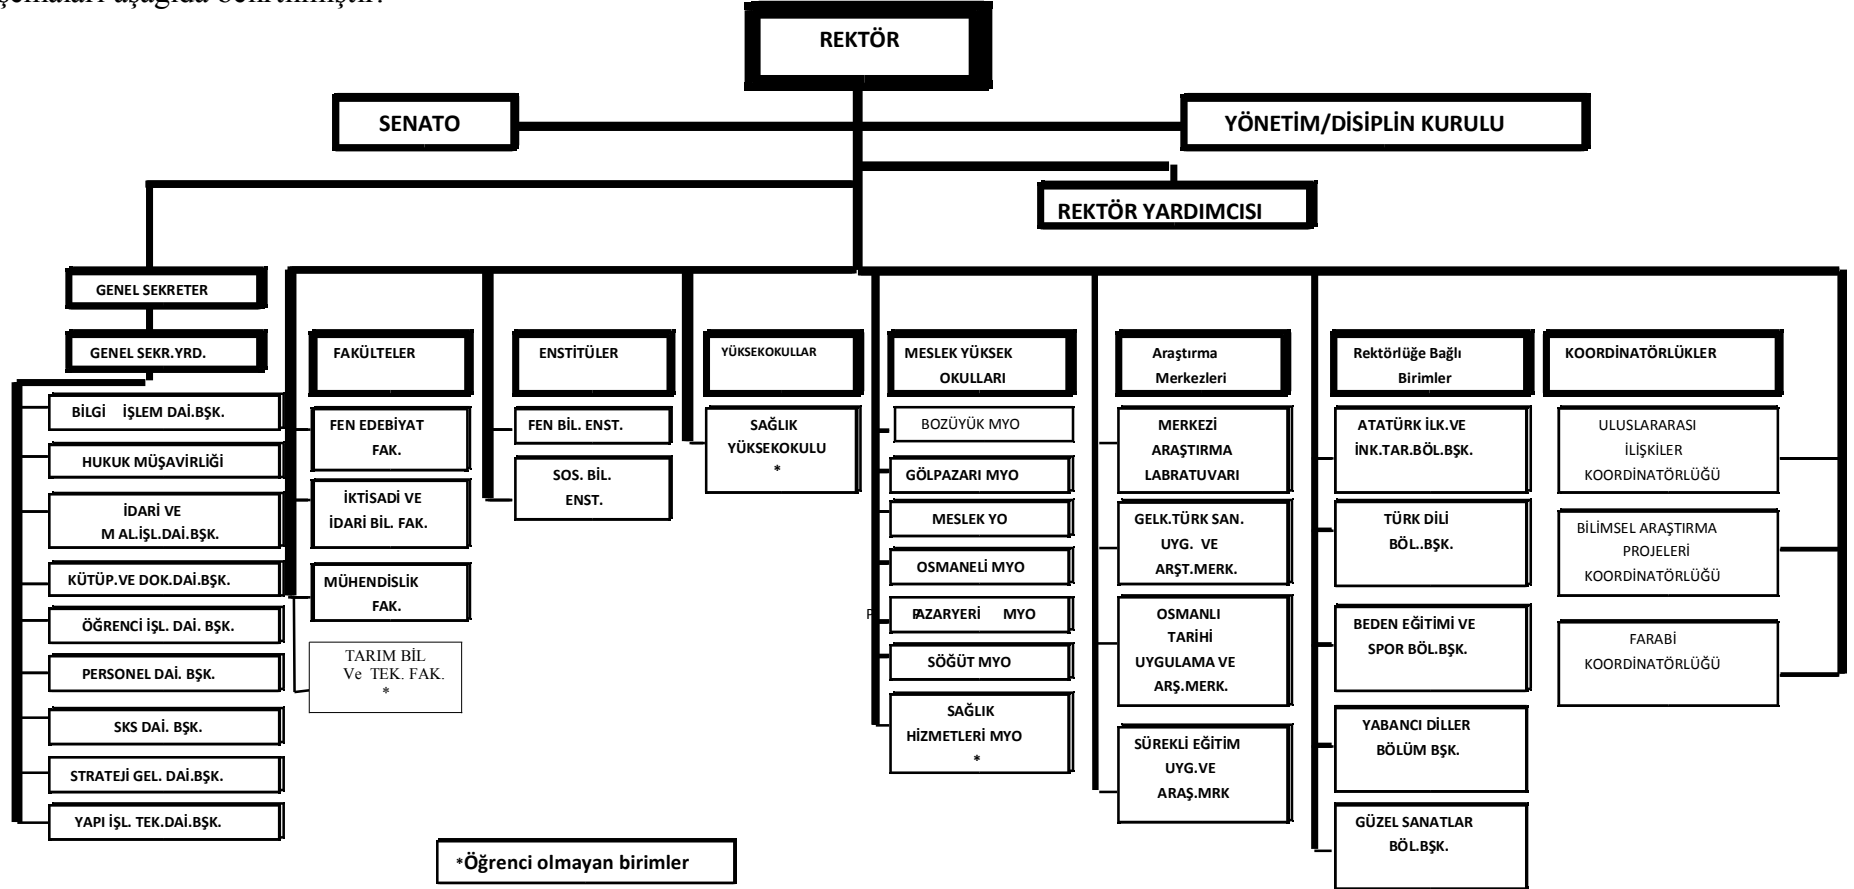 şemaları aşağıda belirtilmiştir.
REKTÖR
SENATO
YÖNETİM/DİSİPLİN KURULU
REKTÖR YARDIMCISI
GENEL SEKRETER
GENEL SEKR.YRD.
BİLGİ İŞLEM DAİ.BŞK.
HUKUK MÜŞAVİRLİĞİ
İDARİ VE
M AL.İŞL.DAİ.BŞK.
KÜTÜP.VE DOK.DAİ.BŞK.
ÖĞRENCİ İŞL. DAİ. BŞK.
PERSONEL DAİ. BŞK.
SKS DAİ. BŞK.
STRATEJİ GEL. DAİ.BŞK.
YAPI İŞL. TEK.DAİ.BŞK.
FAKÜLTELER
FEN EDEBİYAT
FAK.
İKTİSADİ VE
İDARİ BİL. FAK.
MÜHENDİSLİK
FAK.
TARIM BİL
Ve TEK. FAK.
*
ENSTİTÜLER
FEN BİL. ENST.
SOS. BİL.
ENST.
YÜKSEKOKULLAR
SAĞLIK
YÜKSEKOKULU
*
MESLEK YÜKSEK
OKULLARI
BOZÜYÜK MYO
GÖLPAZARI MYO
MESLEK YO
OSMANELİ MYO
P PAZARYERİ MYO
SÖĞÜT MYO
SAĞLIK
HİZMETLERİ MYO
*
Araştırma
Merkezleri
MERKEZİ
ARAŞTIRMA
LABRATUVARI
GELK.TÜRK SAN.
UYG. VE
ARŞT.MERK.
OSMANLI
TARİHİ
UYGULAMA VE
ARŞ.MERK.
SÜREKLİ EĞİTİM
UYG.VE
ARAŞ.MRK
Rektörlüğe Bağlı
Birimler
ATATÜRK İLK.VE
İNK.TAR.BÖL.BŞK.
TÜRK DİLİ
BÖL..BŞK.
BEDEN EĞİTİMİ VE
SPOR BÖL.BŞK.
YABANCI DİLLER
BÖLÜM BŞK.
GÜZEL SANATLAR
BÖL.BŞK.
KOORDİNATÖRLÜKLER
ULUSLARARASI
İLİŞKİLER
KOORDİNATÖRLÜĞÜ
BİLİMSEL ARAŞTIRMA
PROJELERİ
KOORDİNATÖRLÜĞÜ
FARABİ
KOORDİNATÖRLÜĞÜ
*Öğrenci olmayan birimler